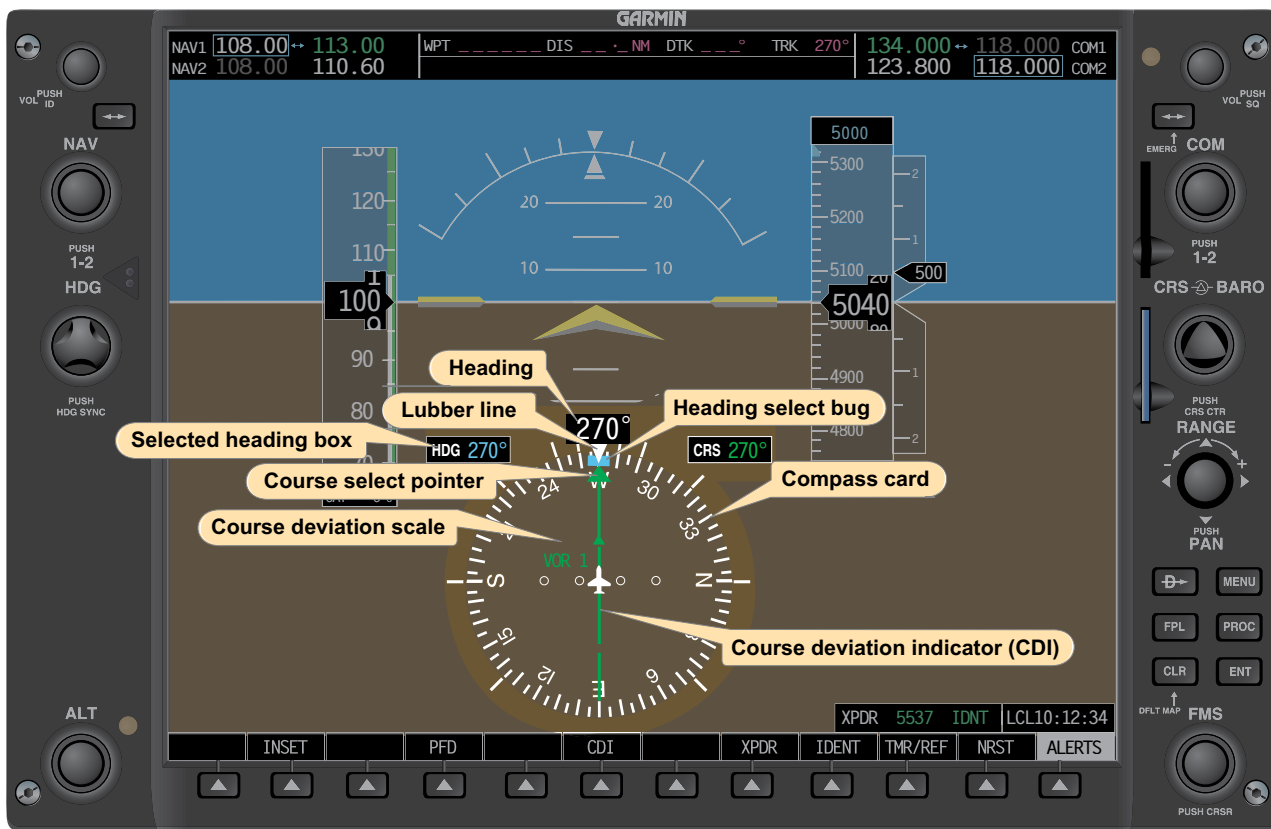 GARMIN
NAV1 108.00 ↔ 113.00
NAV2 108.00 110.60
WPT _ _ _ _ _ _ DIS _ _ . _ NM DTK _ _ _ ° TRK 270°
134.000 ↔ 118.000 COM1
123.800 118.000 COM2
VOL PUSH ID
NAV
PUSH
1-2
HDG
PUSH
HDG SYNC
ALT
VOL PUSH SQ
EMERG
COM
PUSH
1-2
CRS BARO
PUSH
CRS CTR
RANGE
- +
PUSH
PAN
MENU
FPL PROC
CLR ENT
DFLT MAP
FMS
PUSH CRSR
130
120
110
100
90
80
20 20
10 10
5000
5300
5200
5100
5040
5000
4900
4800
2
1
500
1
2
Heading
Lubber line
Heading select bug
Selected heading box
HDG 270°
270°
CRS 270°
Course select pointer
Compass card
Course deviation scale
VOR 1
W 30 33 N 6 E 12 15 S 24
Course deviation indicator (CDI)
XPDR 5537 IDNT LCL10:12:34
INSET PFD CDI XPDR IDENT TMR/REF NRST ALERTS